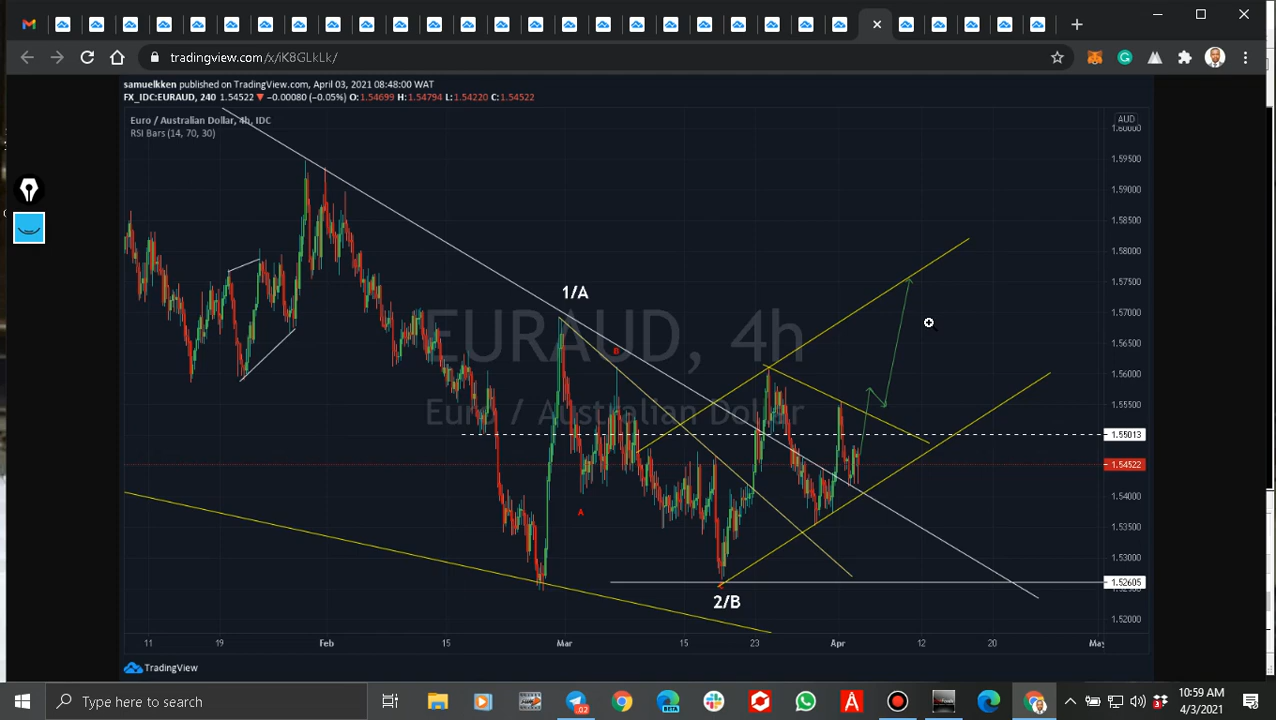 tradingview.com/x/iK8GLkLk/
samuelkken published on TradingView.com, April 03, 2021 08:48:00 WAT
FX_IDC:EURAUD, 240 1.54522 ▼ −0.00080 (−0.05%) O:1.54699 H:1.54794 L:1.54220 C:1.54522
Euro / Australian Dollar, 4h, IDC
RSI Bars (14, 70, 30)
AUD
1.60000
1.59500
1.59000
1.58500
1.58000
1.57500
1.57000
1.56500
1.56000
1.55500
1.55013
1.54522
1.54000
1.53500
1.53000
1.52605
1.52000
1/A
B
EURAUD, 4h
Euro / Australian Dollar
A
2/B
11
19
Feb
15
Mar
15
23
Apr
12
20
May
TradingView
Type here to search
.02
BETA
3
10:59 AM
4/3/2021